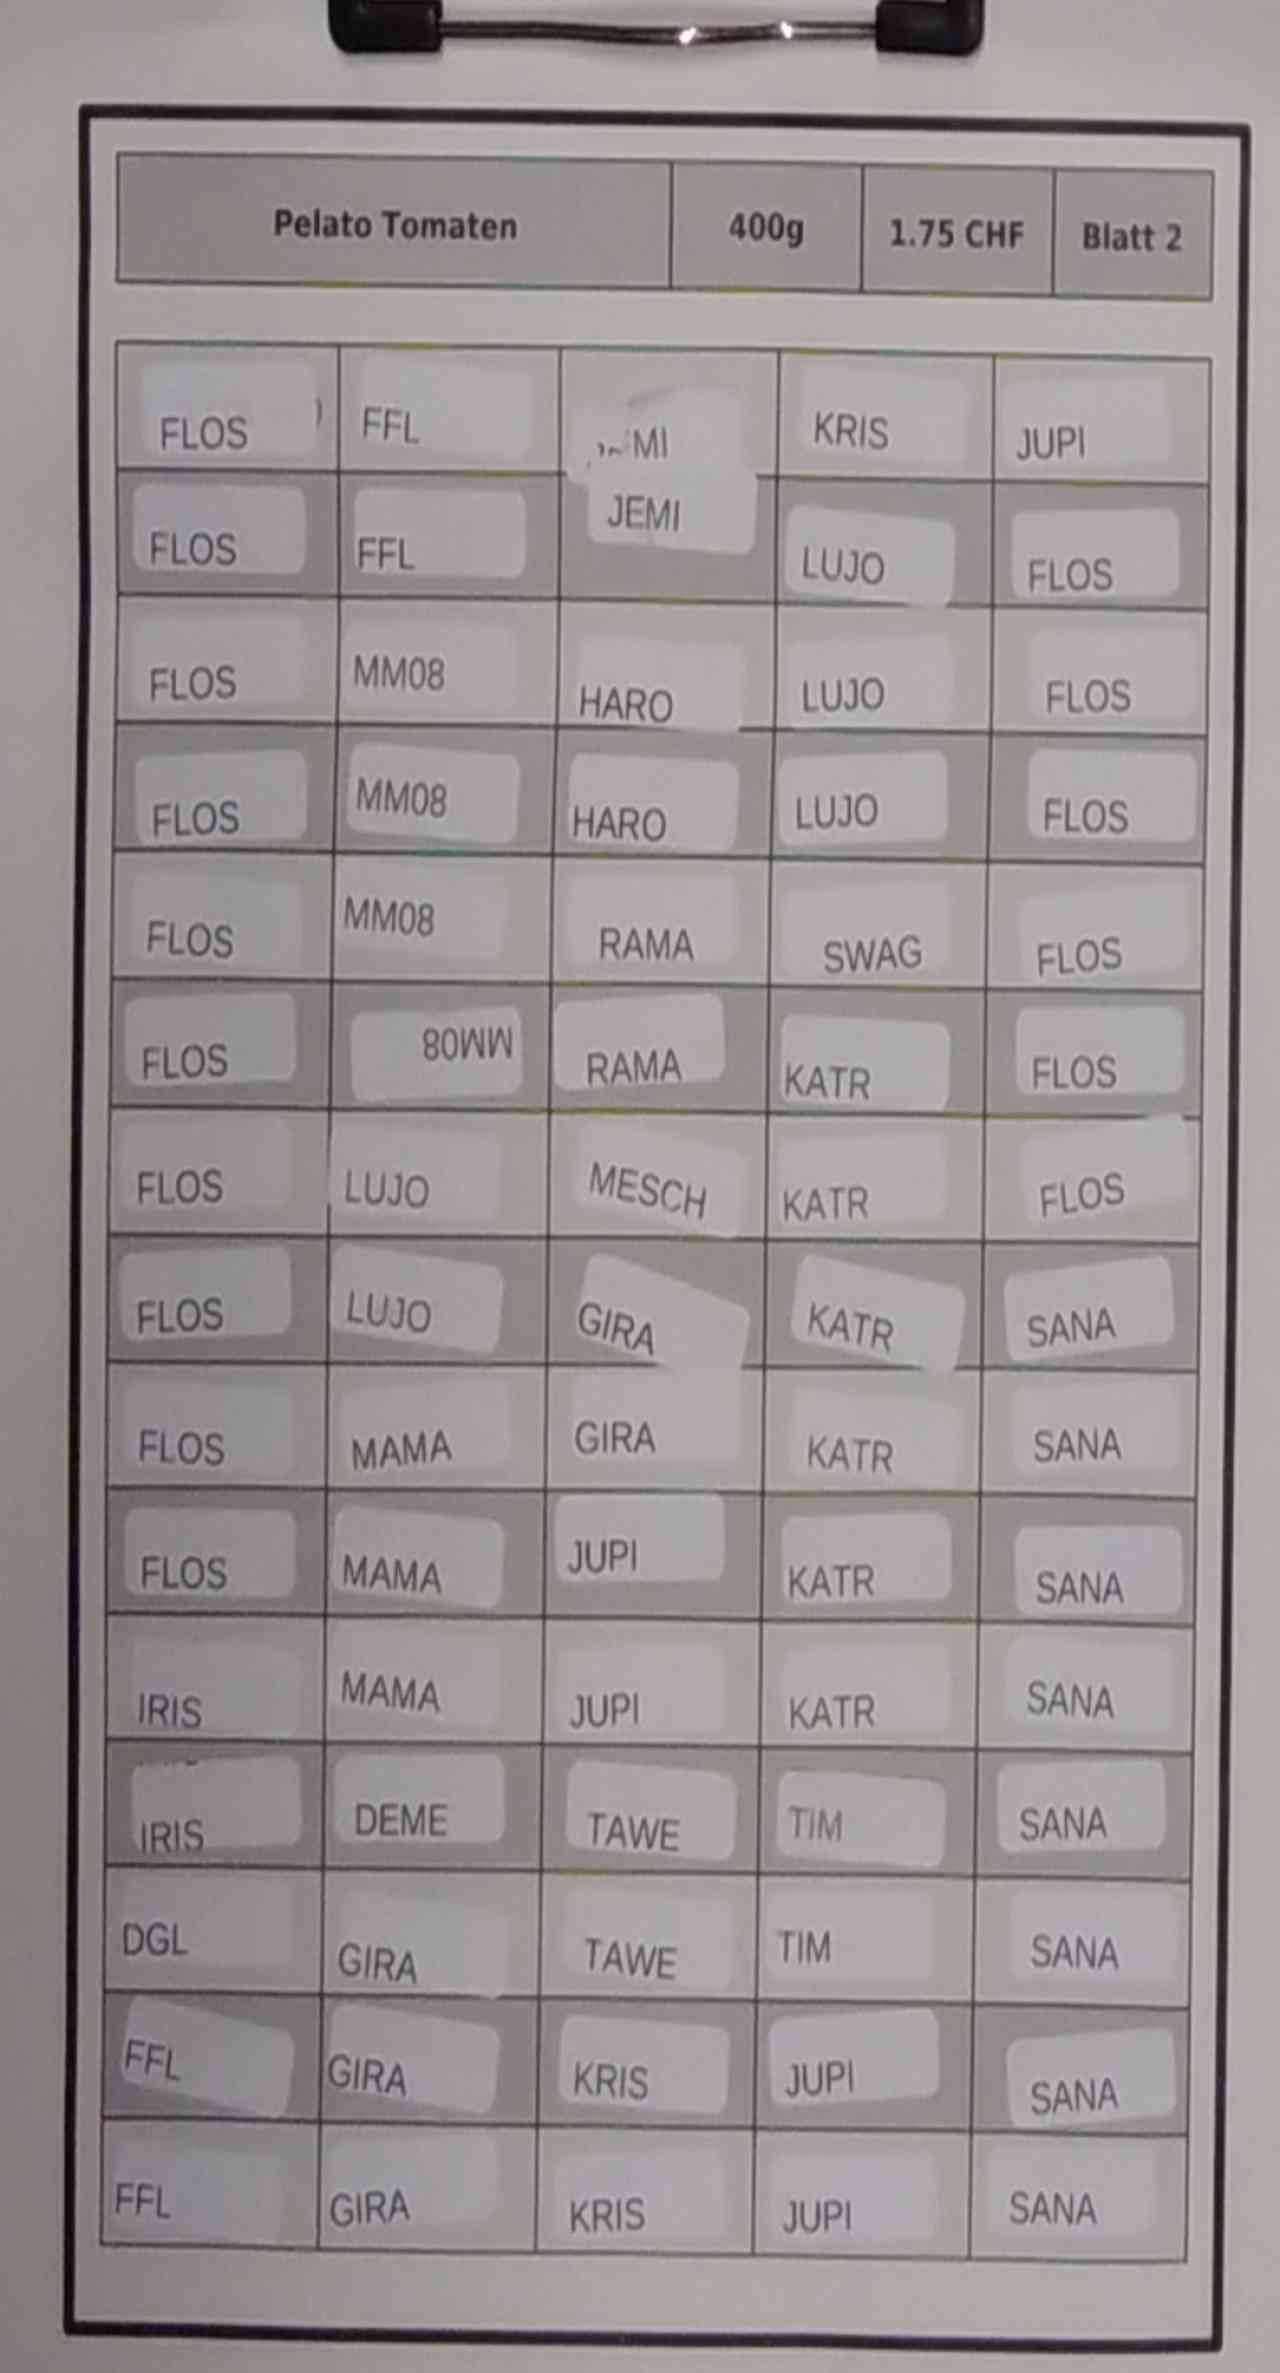 Pelato Tomaten 400g 1.75 CHF Blatt 2
FLOS FFL MI KRIS JUPI
FLOS FFL JEMI LUJO FLOS
FLOS MM08 HARO LUJO FLOS
FLOS MM08 HARO LUJO FLOS
FLOS MM08 RAMA SWAG FLOS
FLOS MM08 RAMA KATR FLOS
FLOS LUJO MESCH KATR FLOS
FLOS LUJO GIRA KATR SANA
FLOS MAMA GIRA KATR SANA
FLOS MAMA JUPI KATR SANA
IRIS MAMA JUPI KATR SANA
IRIS DEME TAWE TIM SANA
DGL GIRA TAWE TIM SANA
FFL GIRA KRIS JUPI SANA
FFL GIRA KRIS JUPI SANA